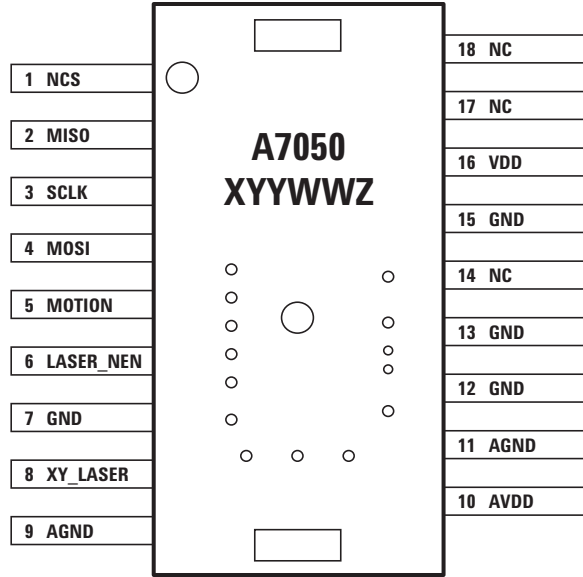 A7050
XYYWWZ
1 NCS
2 MISO
3 SCLK
4 MOSI
5 MOTION
6 LASER_NEN
7 GND
8 XY_LASER
9 AGND
18 NC
17 NC
16 VDD
15 GND
14 NC
13 GND
12 GND
11 AGND
10 AVDD